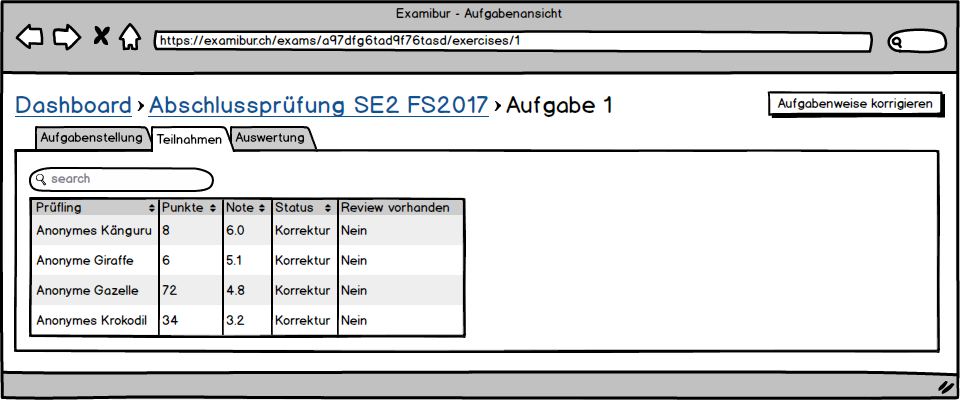 Examibur - Aufgabenansicht
https://examibur.ch/exams/a97dfg6tad9f76tasd/exercises/1
Dashboard › Abschlussprüfung SE2 FS2017 › Aufgabe 1
Aufgabenweise korrigieren
Aufgabenstellung Teilnahmen Auswertung
search
Prüfling Punkte Note Status Review vorhanden
Anonymes Känguru 8 6.0 Korrektur Nein
Anonyme Giraffe 6 5.1 Korrektur Nein
Anonyme Gazelle 72 4.8 Korrektur Nein
Anonymes Krokodil 34 3.2 Korrektur Nein